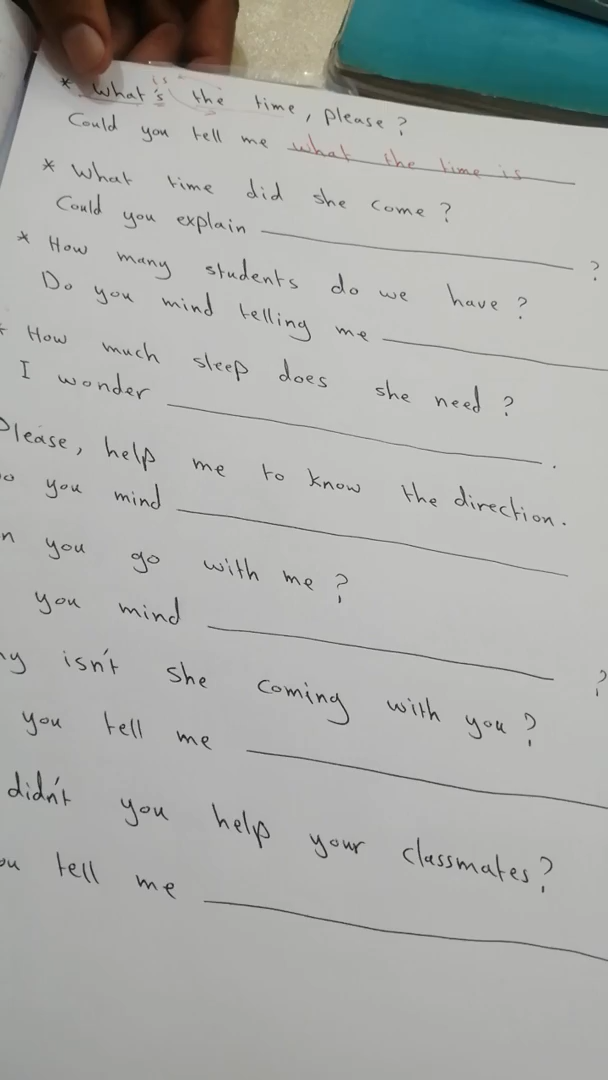 is
* What's the time, please?
Could you tell me what the time is
* What time did she come?
Could you explain ?
* How many students do we have?
Do you mind telling me
* How much sleep does she need?
I wonder .
Please, help me to know the direction.
you mind
you go with me?
you mind ?
isn't she coming with you?
you tell me
didn't you help your classmates?
tell me